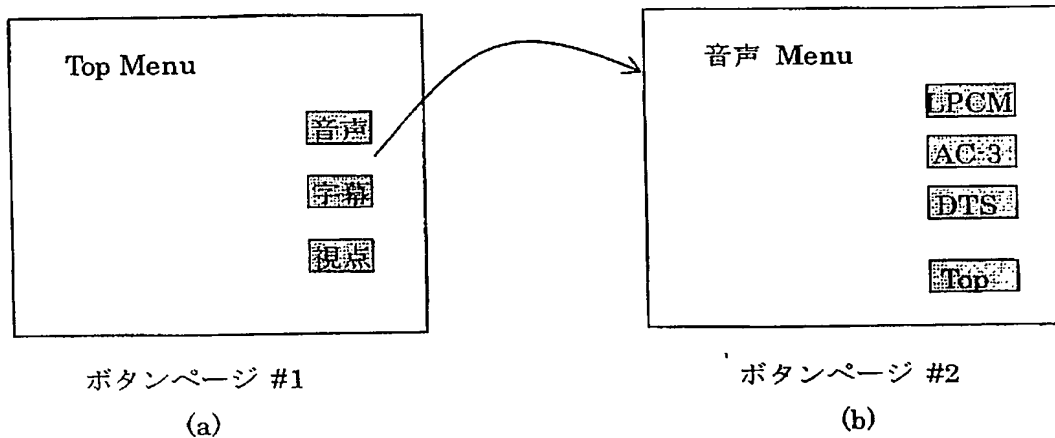 Top Menu
音声
字幕
視点
ボタンページ #1
(a)
音声 Menu
LPCM
AC-3
DTS
Top
ボタンページ #2
(b)